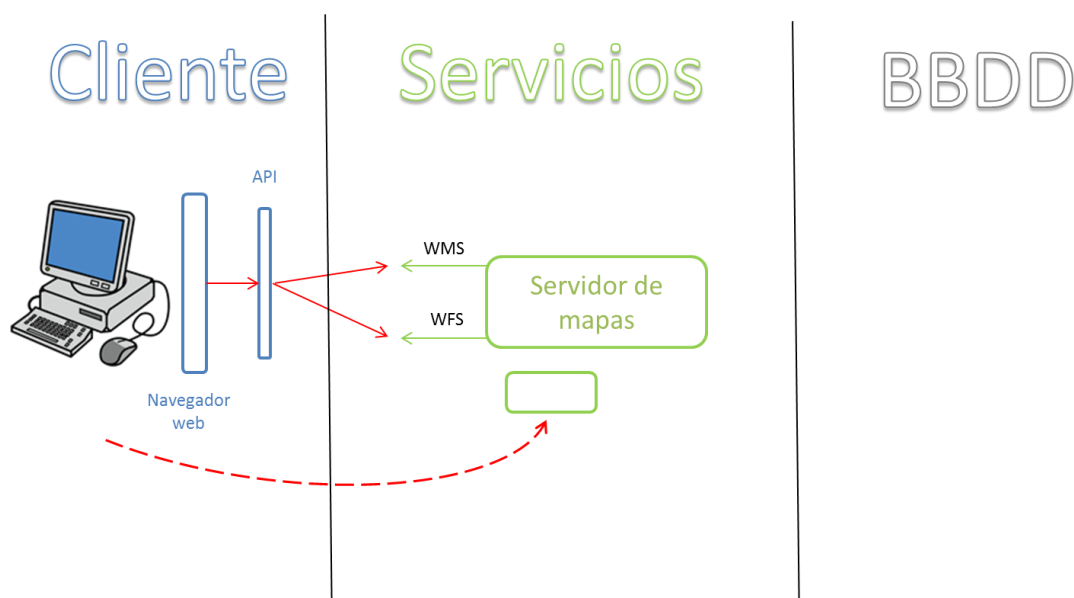 Cliente
Servicios
BBDD
API
WMS
Servidor de
mapas
WFS
Navegador
web